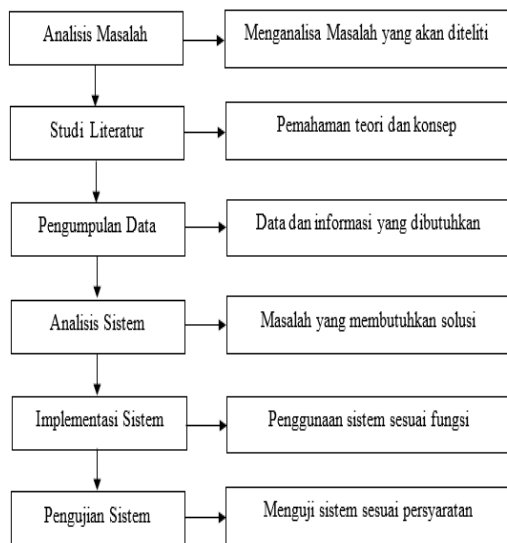 Analisis Masalah
Menganalisa Masalah yang akan diteliti
Studi Literatur
Pemahaman teori dan konsep
Pengumpulan Data
Data dan informasi yang dibutuhkan
Analisis Sistem
Masalah yang membutuhkan solusi
Implementasi Sistem
Penggunaan sistem sesuai fungsi
Pengujian Sistem
Menguji sistem sesuai persyaratan